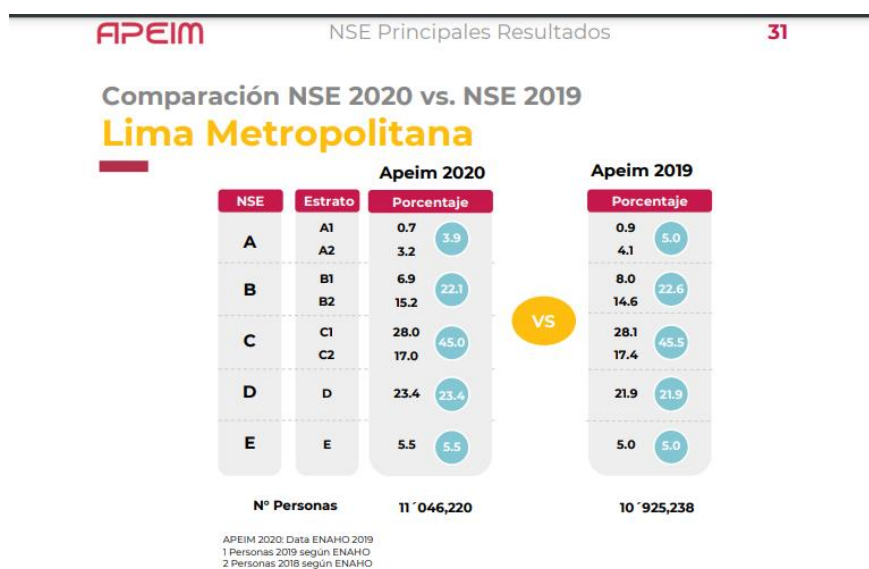 APEIM NSE Principales Resultados 31
Comparación NSE 2020 vs. NSE 2019
Lima Metropolitana
Apeim 2020 Apeim 2019
NSE Estrato Porcentaje Porcentaje
A A1 0.7 3.9 0.9 5.0
A2 3.2 4.1
B B1 6.9 22.1 8.0 22.6
B2 15.2 14.6
VS
C C1 28.0 45.0 28.1 45.5
C2 17.0 17.4
D D 23.4 23.4 21.9 21.9
E E 5.5 5.5 5.0 5.0
N° Personas 11´046,220 10´925,238
APEIM 2020: Data ENAHO 2019
1 Personas 2019 según ENAHO
2 Personas 2018 según ENAHO